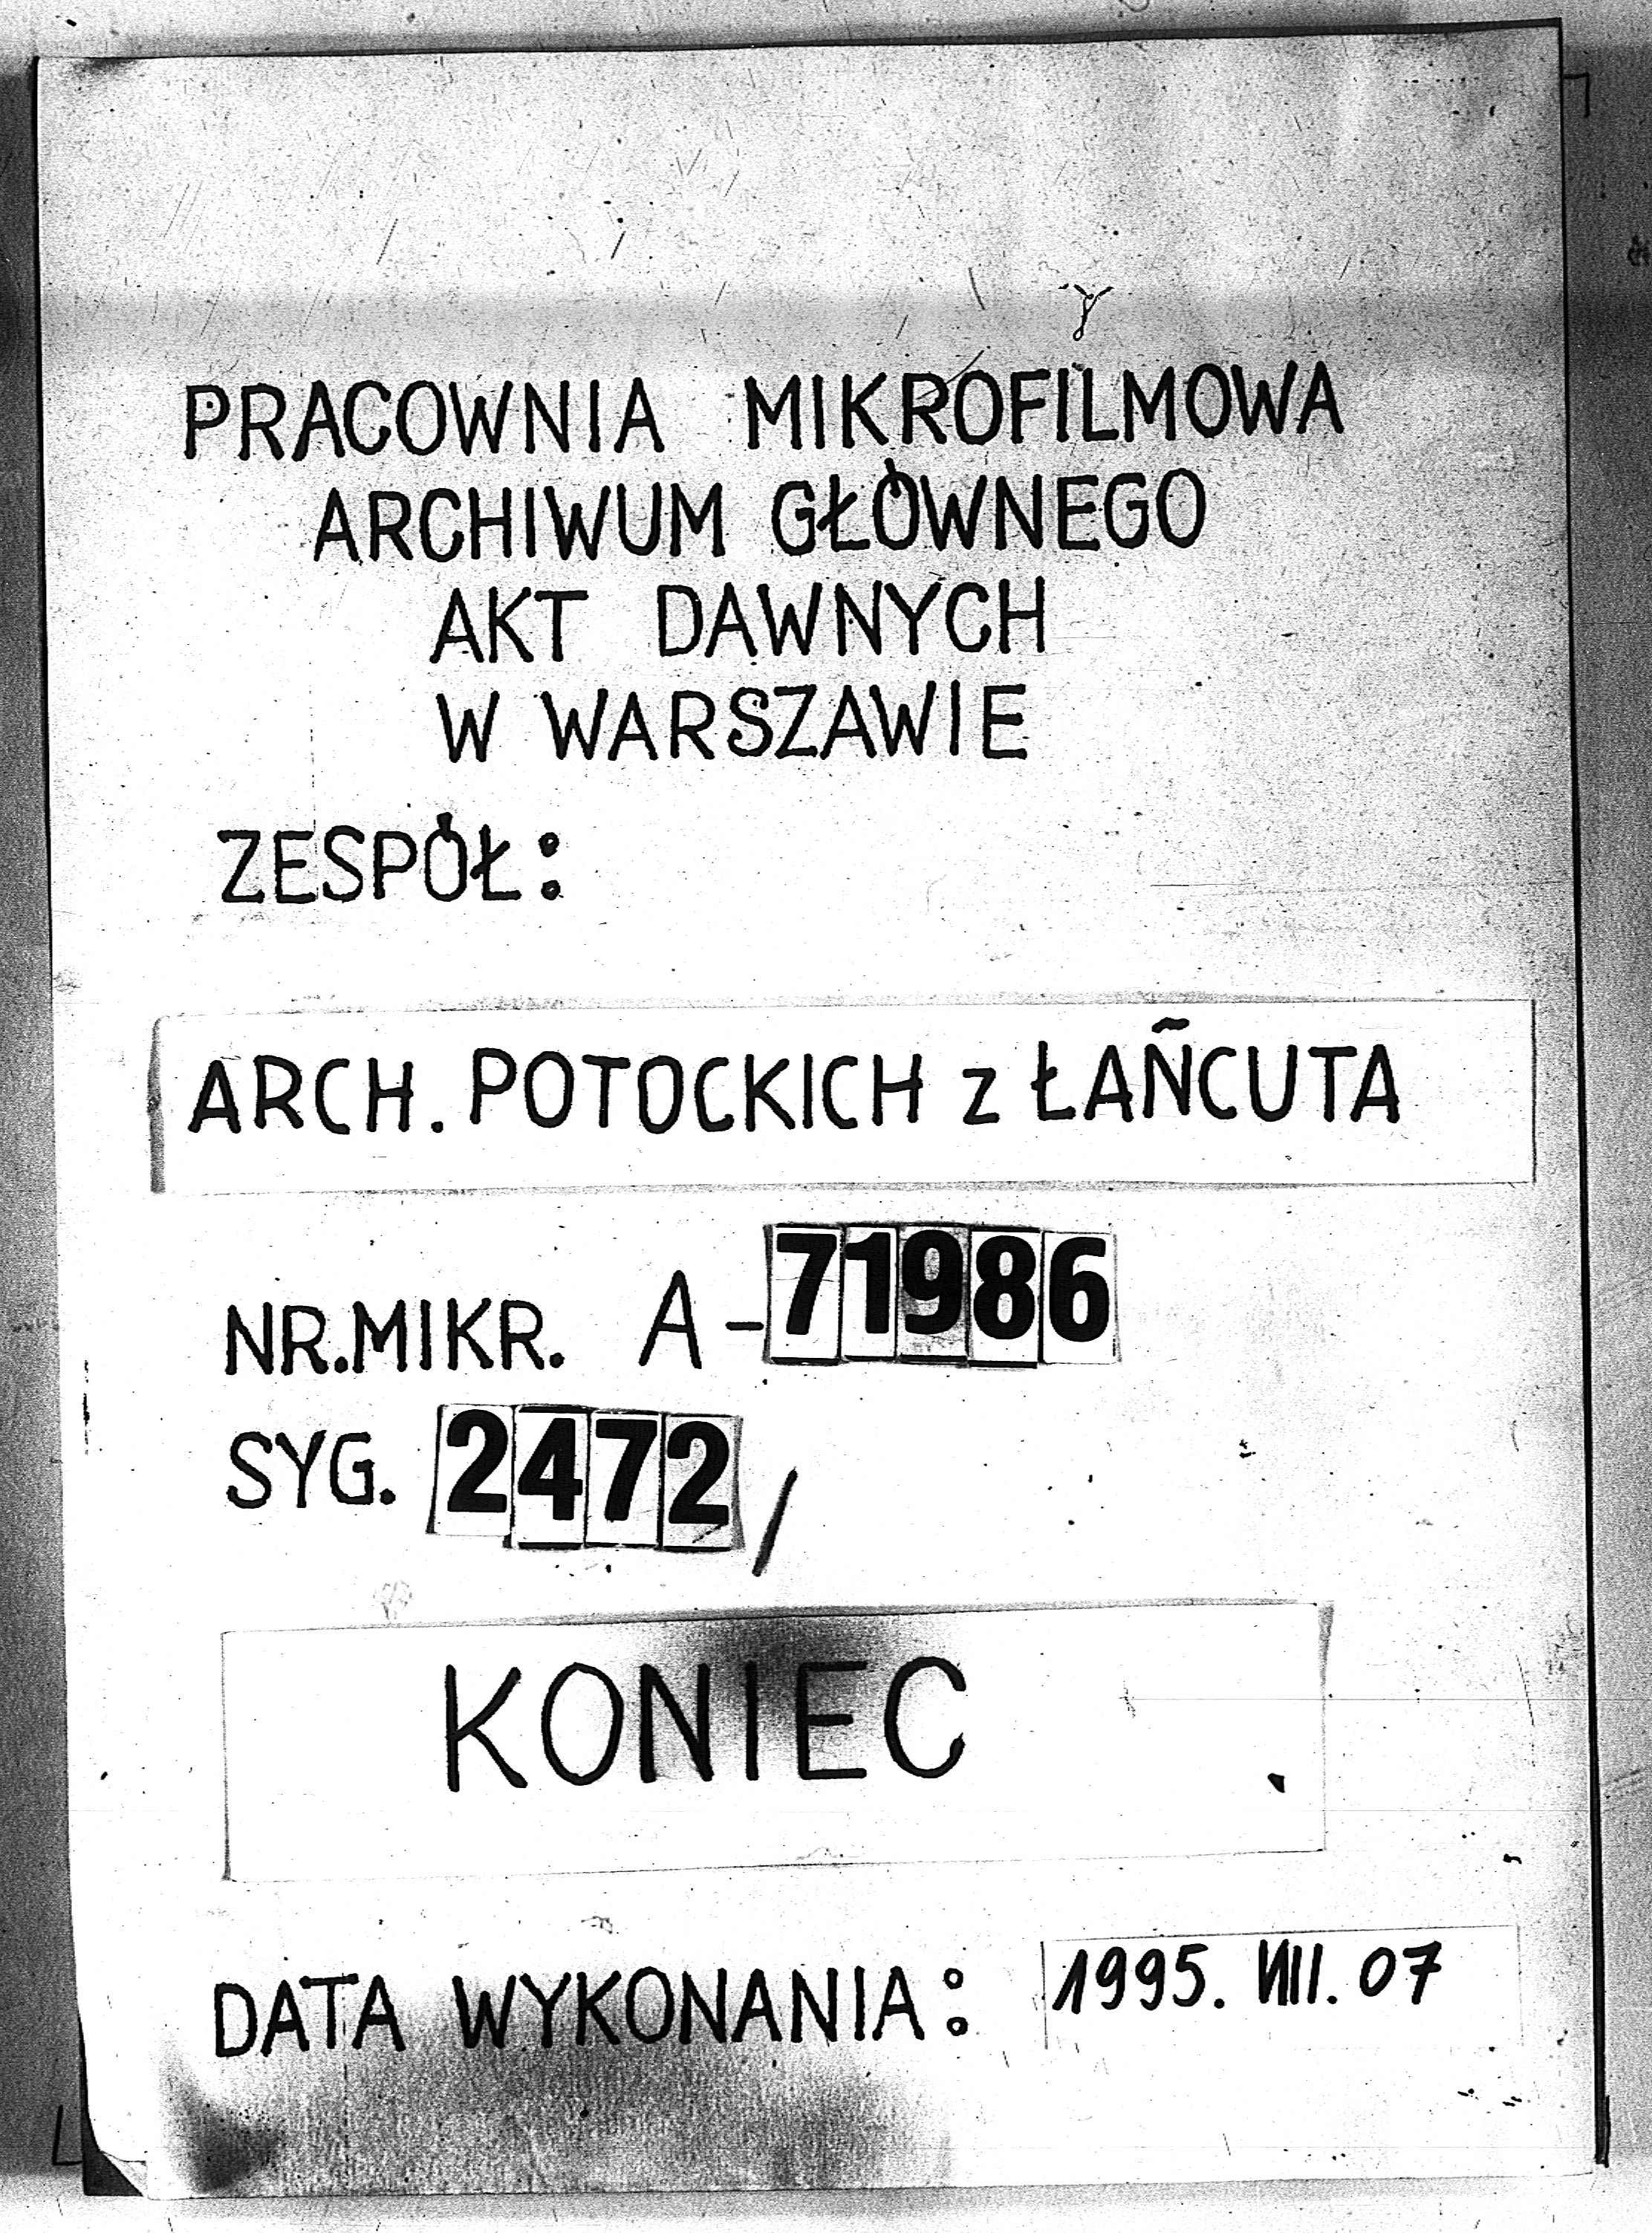 PRACOWNIA MIKROFILMOWA
ARCHIWUM GŁÓWNEGO
AKT DAWNYCH
W WARSZAWIE
ZESPÓŁ:
ARCH. POTOCKICH z ŁAŃCUTA
NR.MIKR. A-71986
SYG. 2472/
KONIEC
DATA WYKONANIA: 1995. VIII. 07